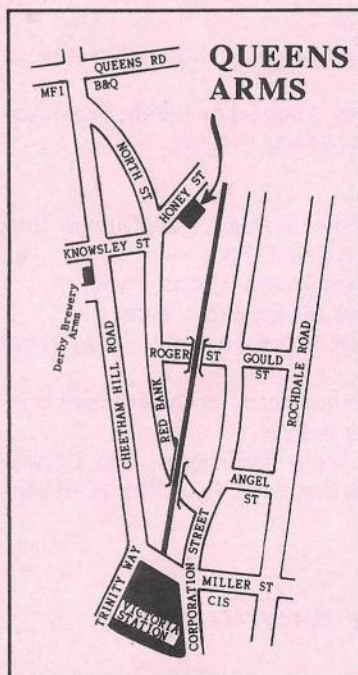 QUEENS
ARMS
QUEENS RD
MFI
B&Q
NORTH ST
HONEY ST
KNOWSLEY ST
Derby Brewery
Arms
CHEETHAM HILL ROAD
RED BANK
ROGER ST
GOULD
ST
ROCHDALE ROAD
ANGEL
ST
CORPORATION STREET
MILLER ST
CIS
TRINITY WAY
VICTORIA
STATION